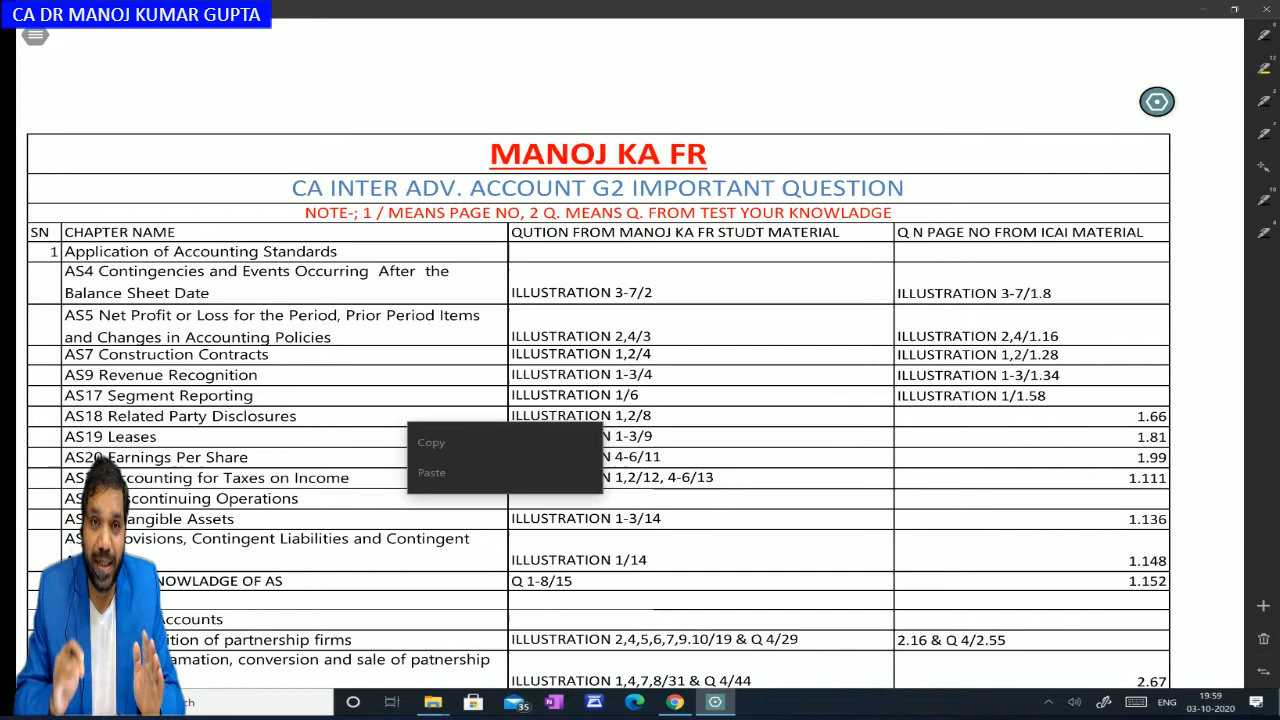 CA DR MANOJ KUMAR GUPTA
MANOJ KA FR
CA INTER ADV. ACCOUNT G2 IMPORTANT QUESTION
NOTE-; 1 / MEANS PAGE NO, 2 Q. MEANS Q. FROM TEST YOUR KNOWLADGE
SN CHAPTER NAME QUTION FROM MANOJ KA FR STUDT MATERIAL Q N PAGE NO FROM ICAI MATERIAL
1 Application of Accounting Standards
AS4 Contingencies and Events Occurring After the
Balance Sheet Date ILLUSTRATION 3-7/2 ILLUSTRATION 3-7/1.8
AS5 Net Profit or Loss for the Period, Prior Period Items
and Changes in Accounting Policies ILLUSTRATION 2,4/3 ILLUSTRATION 2,4/1.16
AS7 Construction Contracts ILLUSTRATION 1,2/4 ILLUSTRATION 1,2/1.28
AS9 Revenue Recognition ILLUSTRATION 1-3/4 ILLUSTRATION 1-3/1.34
AS17 Segment Reporting ILLUSTRATION 1/6 ILLUSTRATION 1/1.58
AS18 Related Party Disclosures ILLUSTRATION 1,2/8 1.66
AS19 Leases 1-3/9 1.81
Copy
AS20 Earnings Per Share 4-6/11 1.99
Paste
for Taxes on Income 1,2/12, 4-6/13 1.111
Operations
Assets ILLUSTRATION 1-3/14 1.136
Contingent Liabilities and Contingent
ILLUSTRATION 1/14 1.148
OF AS Q 1-8/15 1.152
Accounts
of partnership firms ILLUSTRATION 2,4,5,6,7,9.10/19 & Q 4/29 2.16 & Q 4/2.55
conversion and sale of patnership
ILLUSTRATION 1,4,7,8/31 & Q 4/44 2.67
35
ENG
19:59
03-10-2020